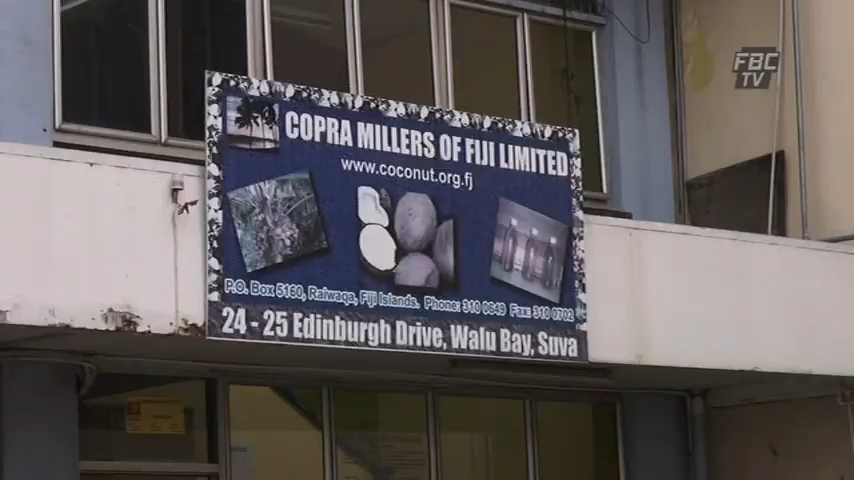 FBC
TV
COPRA MILLERS OF FIJI LIMITED
www.coconut.org.fj
P.O. Box 5160, Raiwaqa, Fiji Islands. Phone: 310 0649 Fax: 310 0702
24 - 25 Edinburgh Drive, Walu Bay, Suva